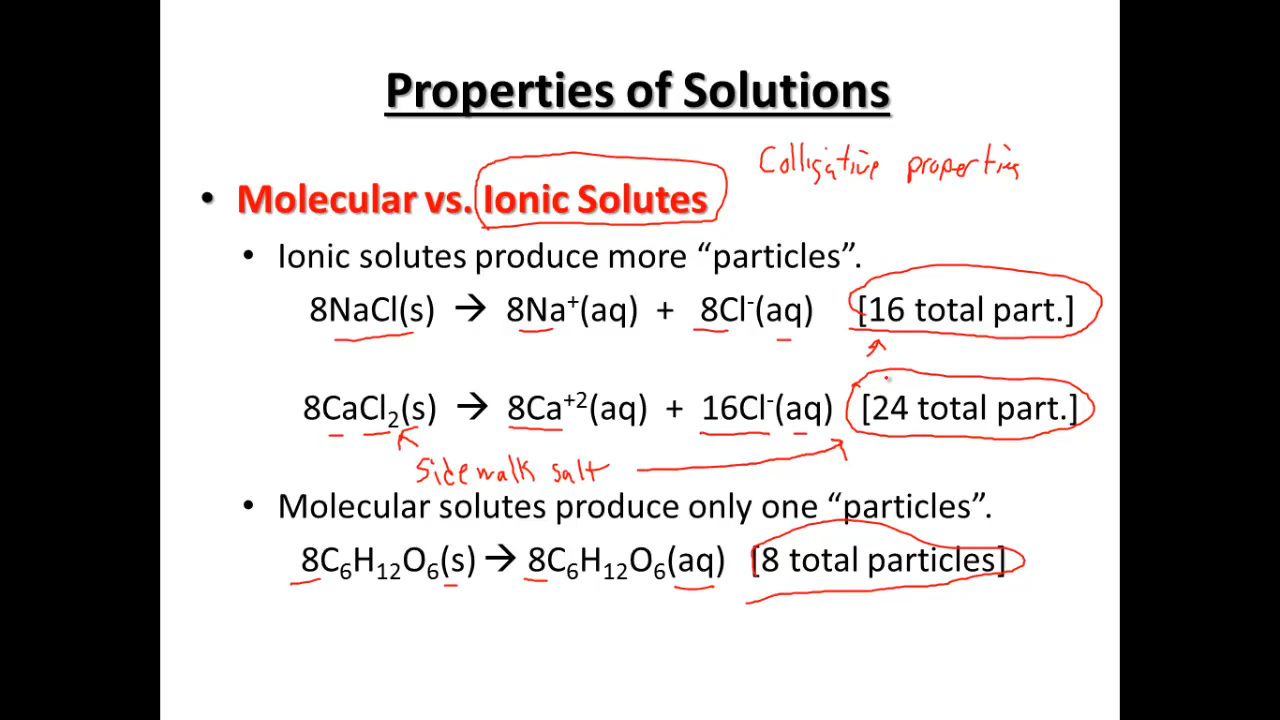 Properties of Solutions
Colligative properties
• Molecular vs. Ionic Solutes
• Ionic solutes produce more “particles”.
8NaCl(s) → 8Na⁺(aq) + 8Cl⁻(aq) [16 total part.]
8CaCl₂(s) → 8Ca⁺²(aq) + 16Cl⁻(aq) [24 total part.]
Sidewalk salt
• Molecular solutes produce only one “particles”.
8C₆H₁₂O₆(s) → 8C₆H₁₂O₆(aq) [8 total particles]